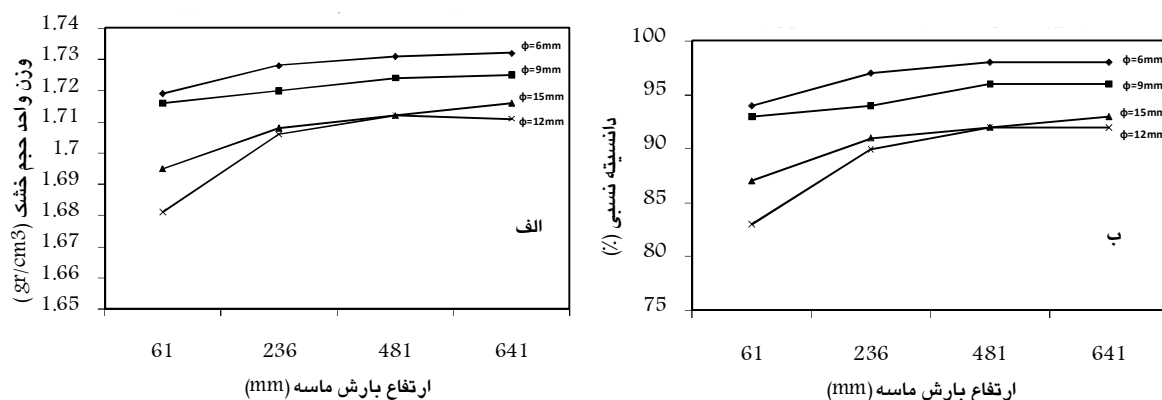 1.74
1.73
1.72
1.71
1.7
1.69
1.68
1.67
1.66
1.65
وزن واحد حجم خشک (gr/cm3)
ϕ=6mm
ϕ=9mm
ϕ=15mm
ϕ=12mm
الف
61 236 481 641
ارتفاع بارش ماسه (mm)
100
95
90
85
80
75
دانسیته نسبی (%)
ϕ=6mm
ϕ=9mm
ϕ=15mm
ϕ=12mm
ب
61 236 481 641
ارتفاع بارش ماسه (mm)